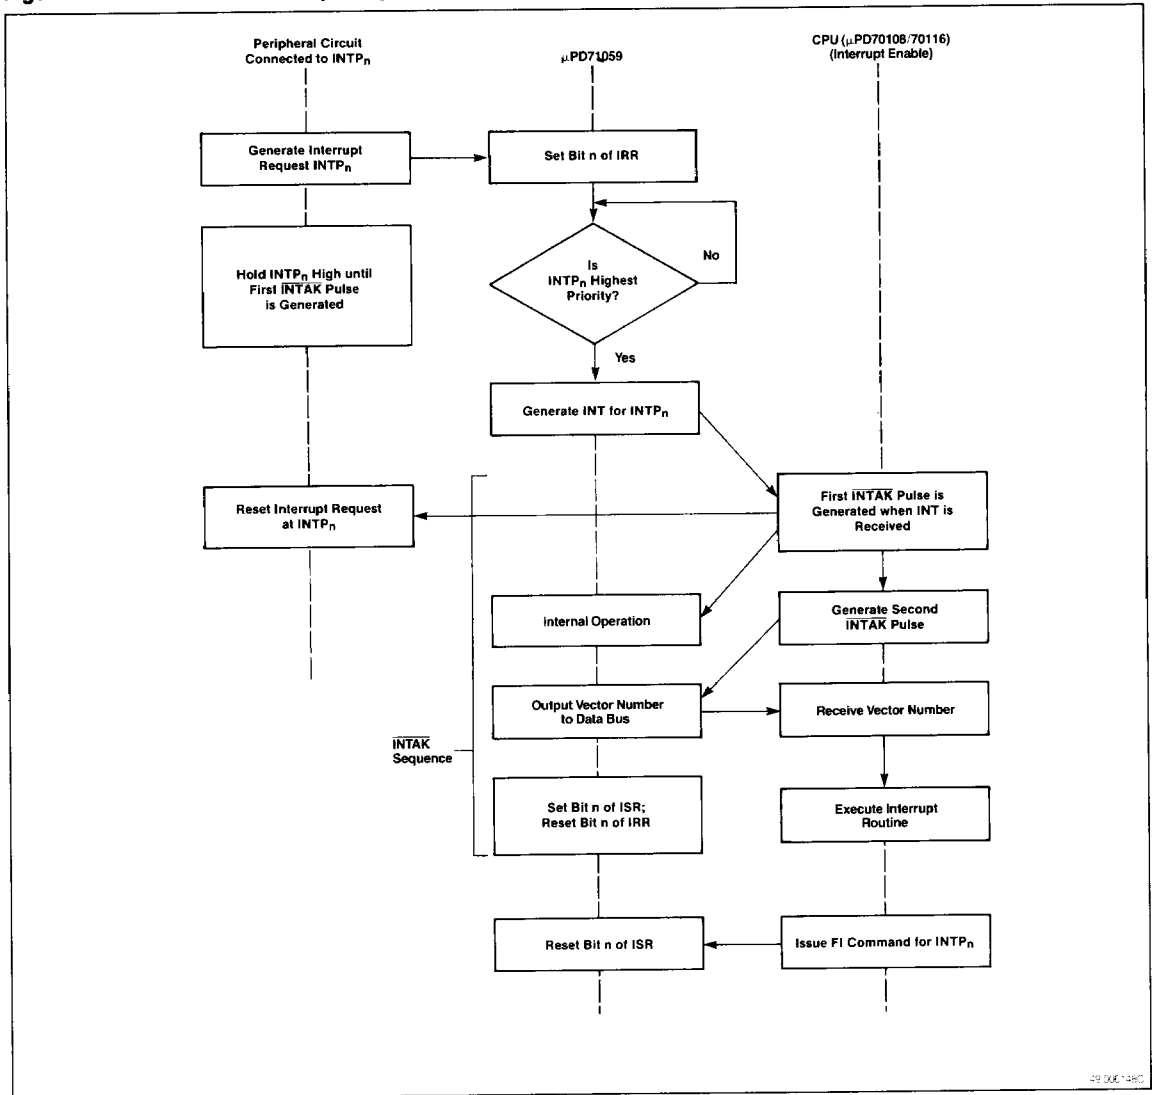 Peripheral Circuit
Connected to INTPn
μPD71059
CPU (μPD70108/70116)
(Interrupt Enable)
Generate Interrupt
Request INTPn
Set Bit n of IRR
Hold INTPn High until
First INTAK Pulse
is Generated
Is
INTPn Highest
Priority?
No
Yes
Generate INT for INTPn
Reset Interrupt Request
at INTPn
First INTAK Pulse is
Generated when INT is
Received
Internal Operation
Generate Second
INTAK Pulse
Output Vector Number
to Data Bus
Receive Vector Number
INTAK
Sequence
Set Bit n of ISR;
Reset Bit n of IRR
Execute Interrupt
Routine
Reset Bit n of ISR
Issue FI Command for INTPn